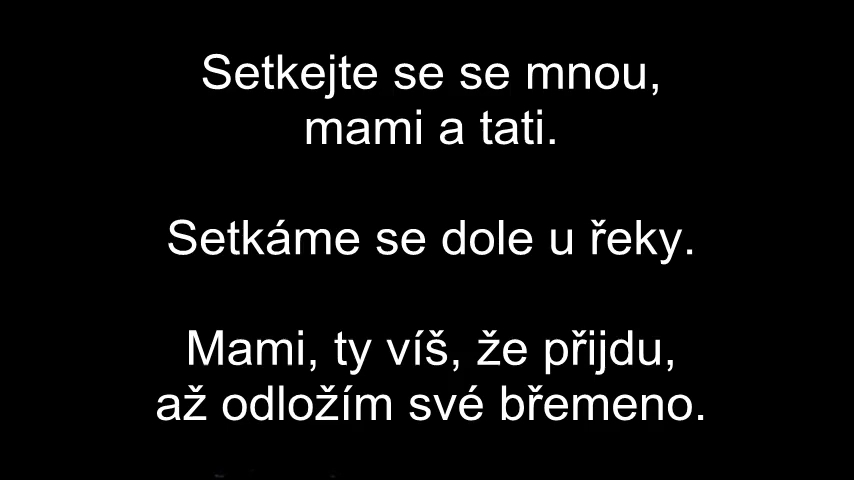 Setkejte se se mnou,
mami a tati.
Setkáme se dole u řeky.
Mami, ty víš, že přijdu,
až odložím své břemeno.